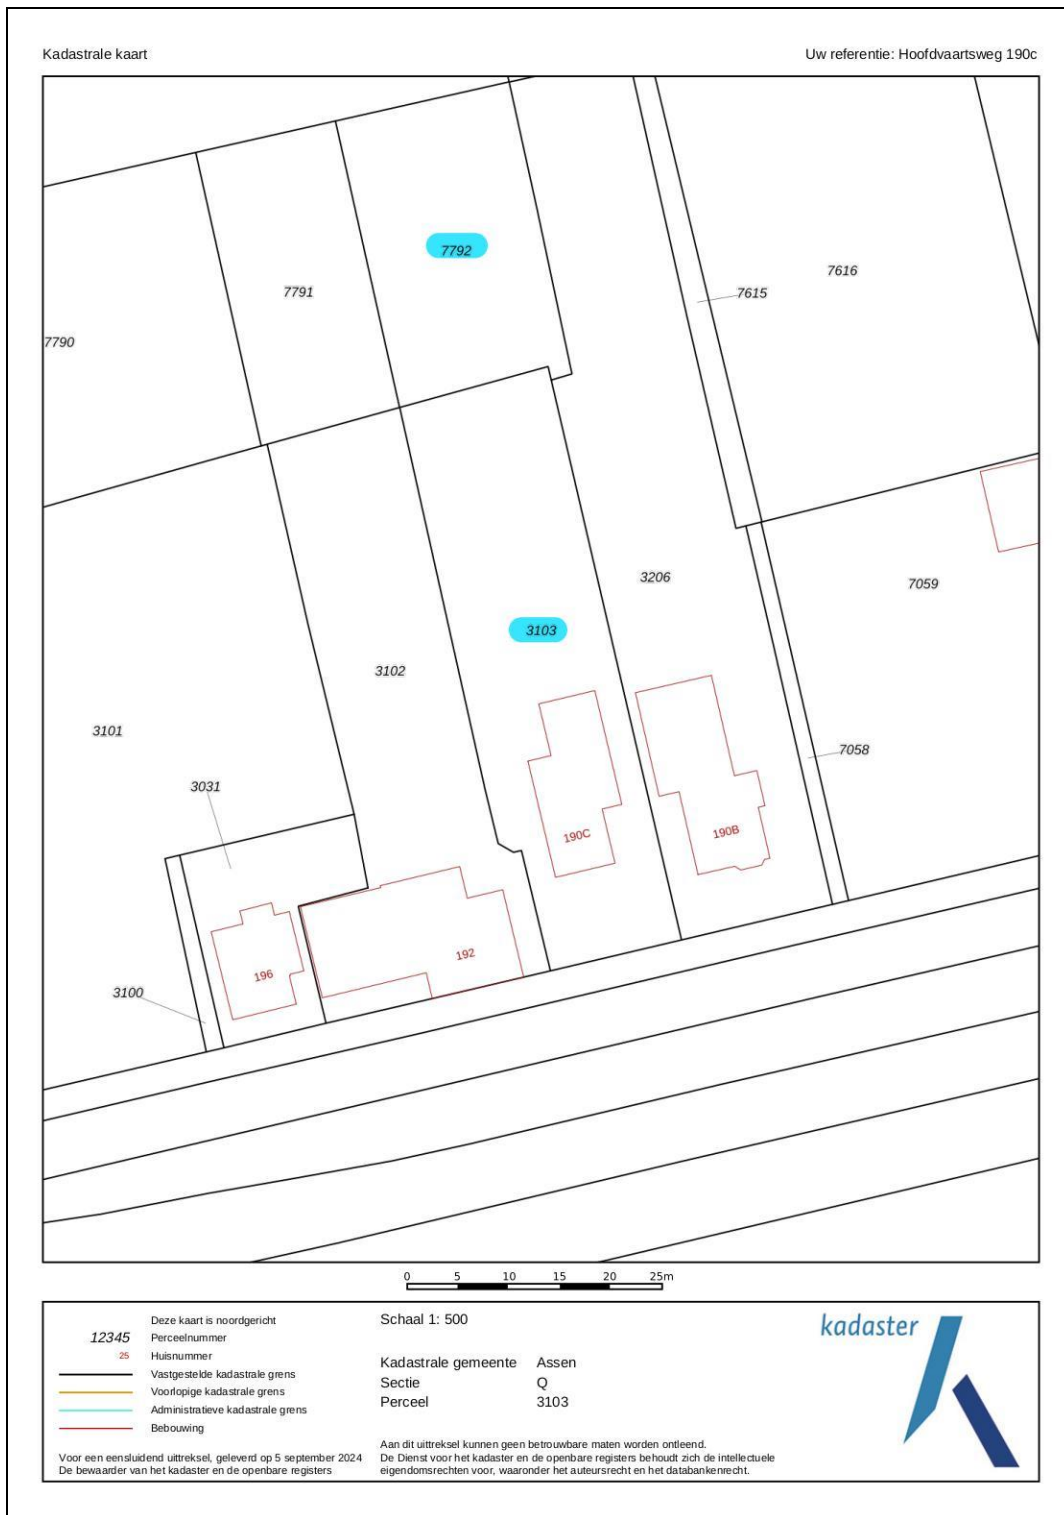 Kadastrale kaart
Uw referentie: Hoofdvaartsweg 190c
7792
7616
7791
7615
7790
3206
7059
3103
3102
3101
7058
3031
190B
190C
192
196
3100
0 5 10 15 20 25m
Deze kaart is noordgericht
12345 Perceelnummer
25 Huisnummer
Vastgestelde kadastrale grens
Voorlopige kadastrale grens
Administratieve kadastrale grens
Bebouwing
Voor een eensluidend uittreksel, geleverd op 5 september 2024
De bewaarder van het kadaster en de openbare registers
Schaal 1: 500
Kadastrale gemeente Assen
Sectie Q
Perceel 3103
Aan dit uittreksel kunnen geen betrouwbare maten worden ontleend.
De Dienst voor het kadaster en de openbare registers behoudt zich de intellectuele
eigendomsrechten voor, waaronder het auteursrecht en het databankenrecht.
kadaster